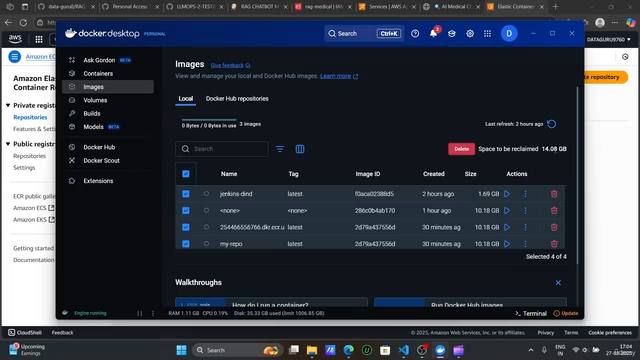 data-guru0/RAG
Personal Access T
LLMOPS-2-TEST
RAG CHATBOT M
rag-medical | IA
Services | AWS A
AI Medical C
Elastic Container
aws
DATAGURU9760
Amazon EC
Amazon Ela
Container Re
Private registr
Repositories
Features & Setti
Public registry
Repositories
Settings
ECR public galle
Amazon ECS
Amazon EKS
Getting started
Documentation
repository
docker.desktop PERSONAL
Search Ctrl+K
D
Ask Gordon BETA
Containers
Images
Volumes
Builds
Models BETA
Docker Hub
Docker Scout
Extensions
Images Give feedback
View and manage your local and Docker Hub images. Learn more
Local Docker Hub repositories
0 Bytes / 0 Bytes in use 3 images
Last refresh: 2 hours ago
Search
Delete Space to be reclaimed 14.08 GB
Name Tag Image ID Created Size Actions
jenkins-dind latest f0aca02388d5 2 hours ago 1.69 GB
<none> <none> 286c0b4ab170 1 hour ago 10.18 GB
254466556766.dkr.ecr.u latest 2d79a437556d 30 minutes ag 10.18 GB
my-repo latest 2d79a437556d 30 minutes ag 10.18 GB
Selected 4 of 4
Walkthroughs
How do I run a container?
Run Docker Hub images
Engine running
RAM 1.11 GB CPU 0.19% Disk: 35.33 GB used (limit 1006.85 GB)
Terminal
Update
CloudShell Feedback
© 2025, Amazon Web Services, Inc. or its affiliates. Privacy Terms Cookie preferences
Upcoming
Earnings
Search
ENG
IN
17:04
27-08-2025